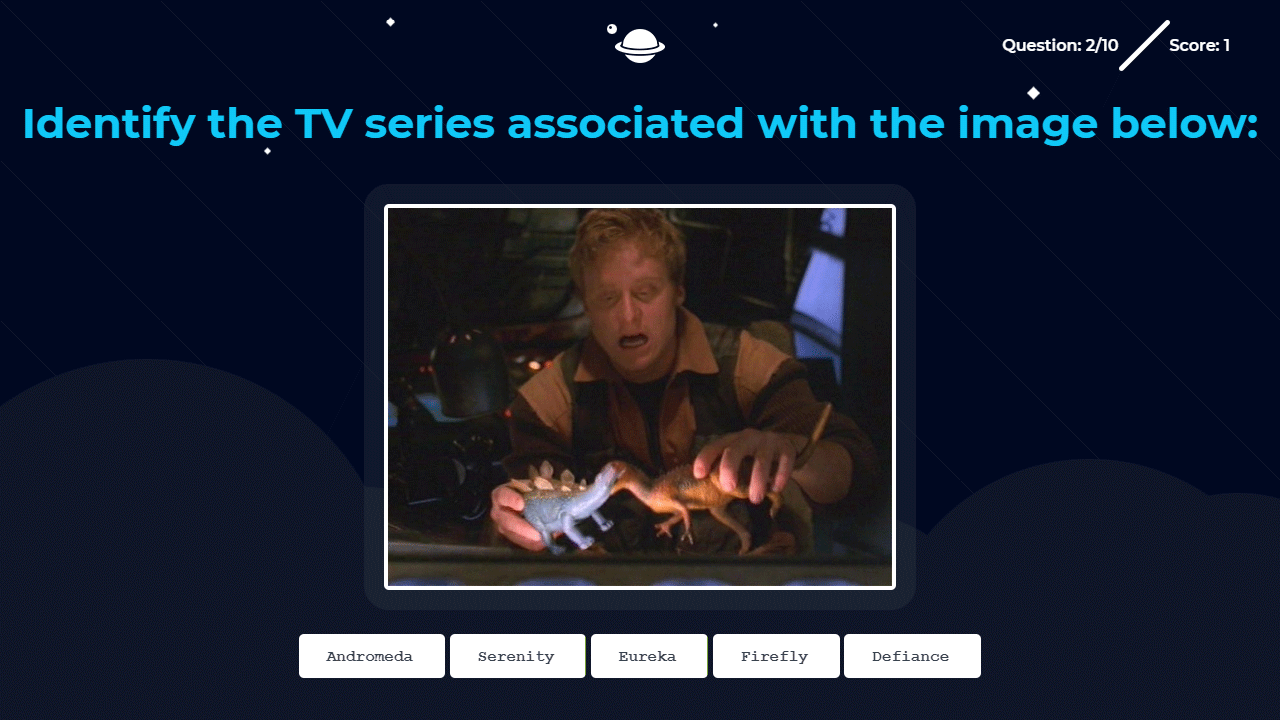 Question: 2/10
Score: 1
Identify the TV series associated with the image below:
Andromeda
Serenity
Eureka
Firefly
Defiance